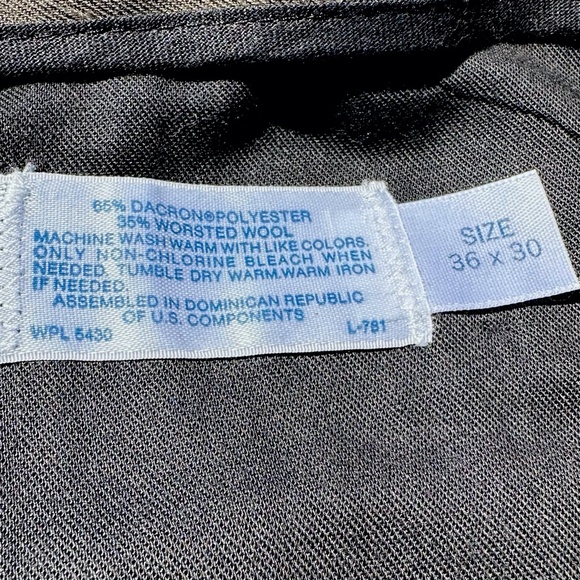 65% DACRON®POLYESTER
35% WORSTED WOOL
MACHINE WASH WARM WITH LIKE COLORS.
ONLY NON-CHLORINE BLEACH WHEN
NEEDED. TUMBLE DRY WARM.WARM IRON
IF NEEDED.
ASSEMBLED IN DOMINICAN REPUBLIC
OF U.S. COMPONENTS
WPL 5430 L-781
SIZE
36 x 30